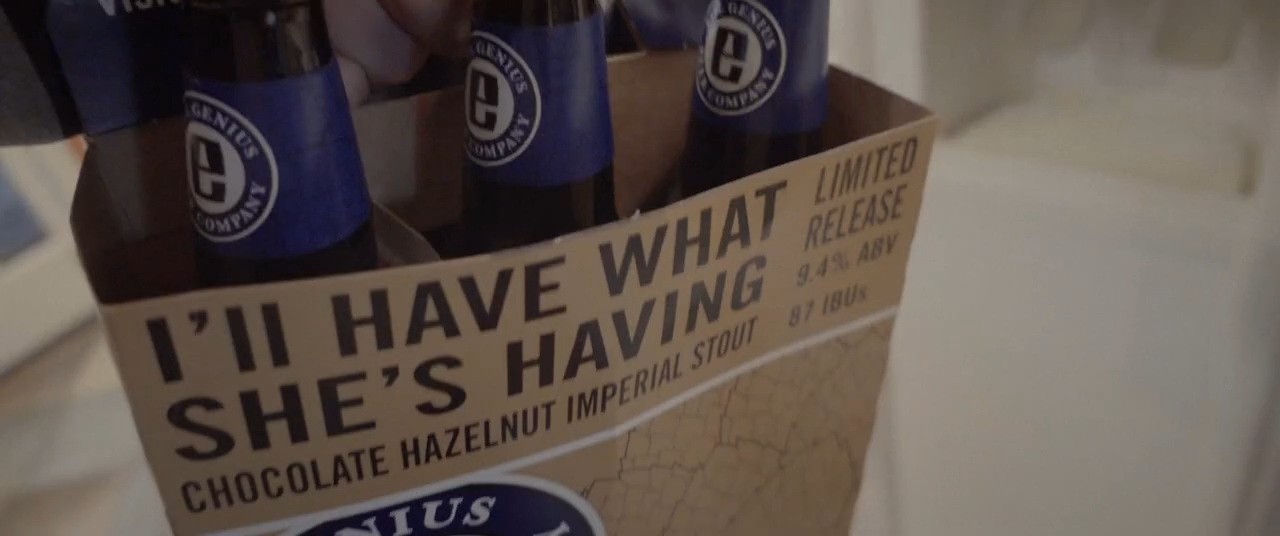 GENIUS
e
COMPANY
GENIUS
e
COMPANY
GENIUS
e
COMPANY
I'll HAVE WHAT
SHE'S HAVING
CHOCOLATE HAZELNUT IMPERIAL STOUT
LIMITED
RELEASE
9.4% ABV
87 IBUs
NIUS